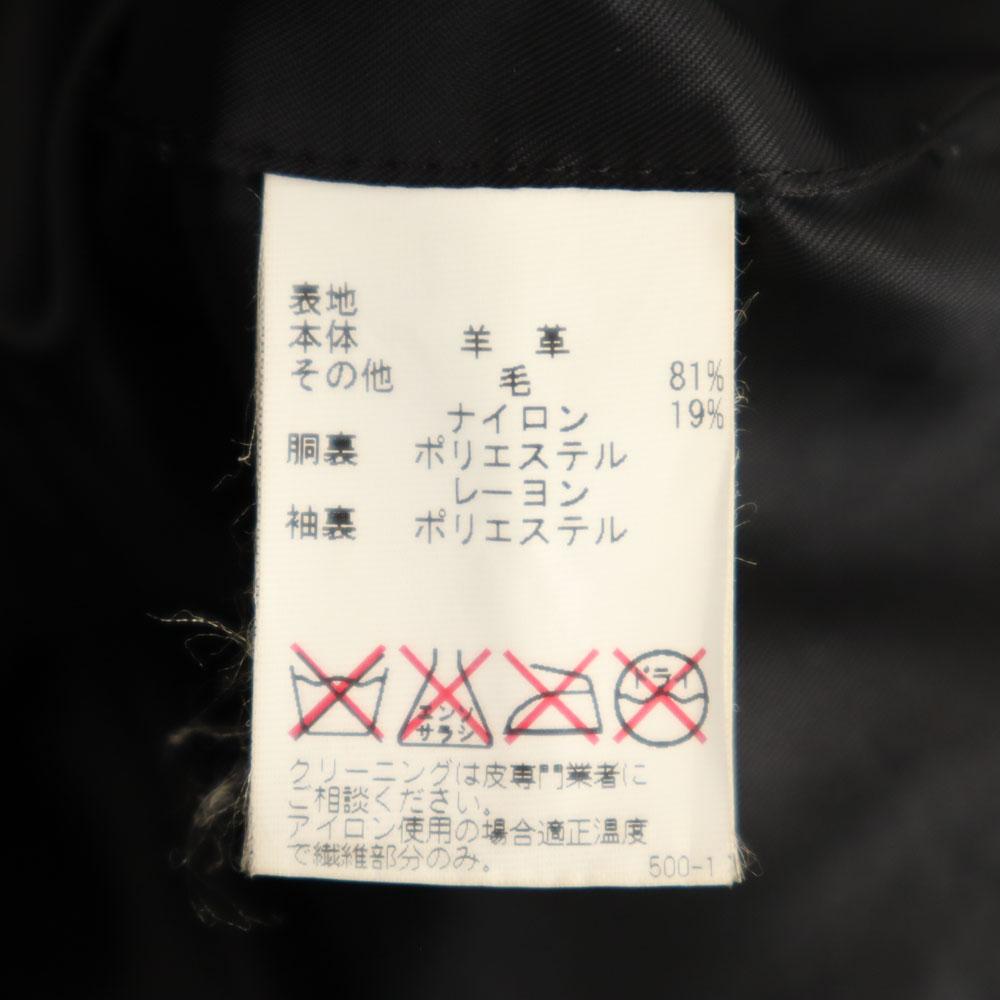 表地
本体 羊 革
その他 毛 81%
ナイロン 19%
胴裏 ポリエステル
レーヨン
袖裏 ポリエステル
エンソ
サラシ
ドライ
クリーニングは皮専門業者に
ご相談ください。
アイロン使用の場合適正温度
で繊維部分のみ。
500-1